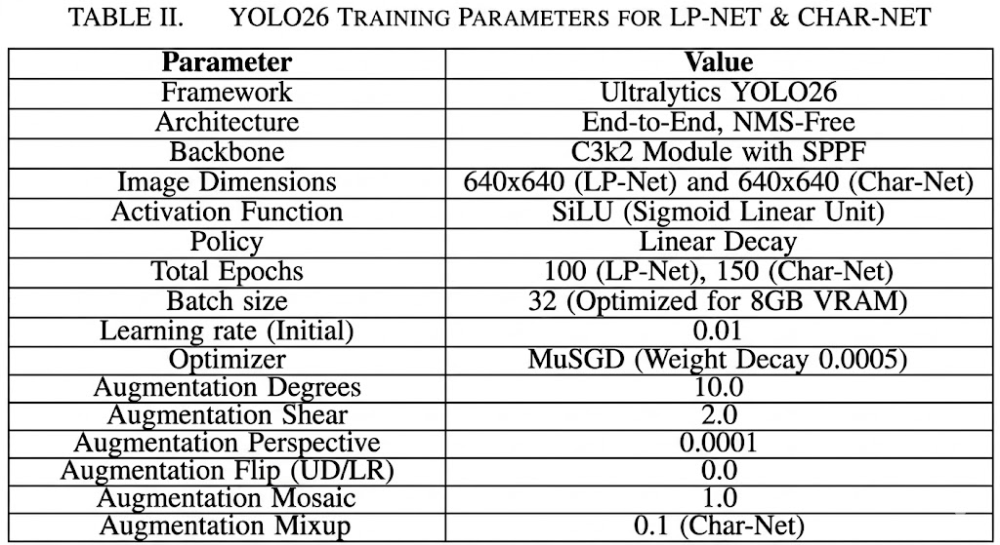 TABLE II. YOLO26 TRAINING PARAMETERS FOR LP-NET & CHAR-NET
Parameter Value
Framework Ultralytics YOLO26
Architecture End-to-End, NMS-Free
Backbone C3k2 Module with SPPF
Image Dimensions 640x640 (LP-Net) and 640x640 (Char-Net)
Activation Function SiLU (Sigmoid Linear Unit)
Policy Linear Decay
Total Epochs 100 (LP-Net), 150 (Char-Net)
Batch size 32 (Optimized for 8GB VRAM)
Learning rate (Initial) 0.01
Optimizer MuSGD (Weight Decay 0.0005)
Augmentation Degrees 10.0
Augmentation Shear 2.0
Augmentation Perspective 0.0001
Augmentation Flip (UD/LR) 0.0
Augmentation Mosaic 1.0
Augmentation Mixup 0.1 (Char-Net)